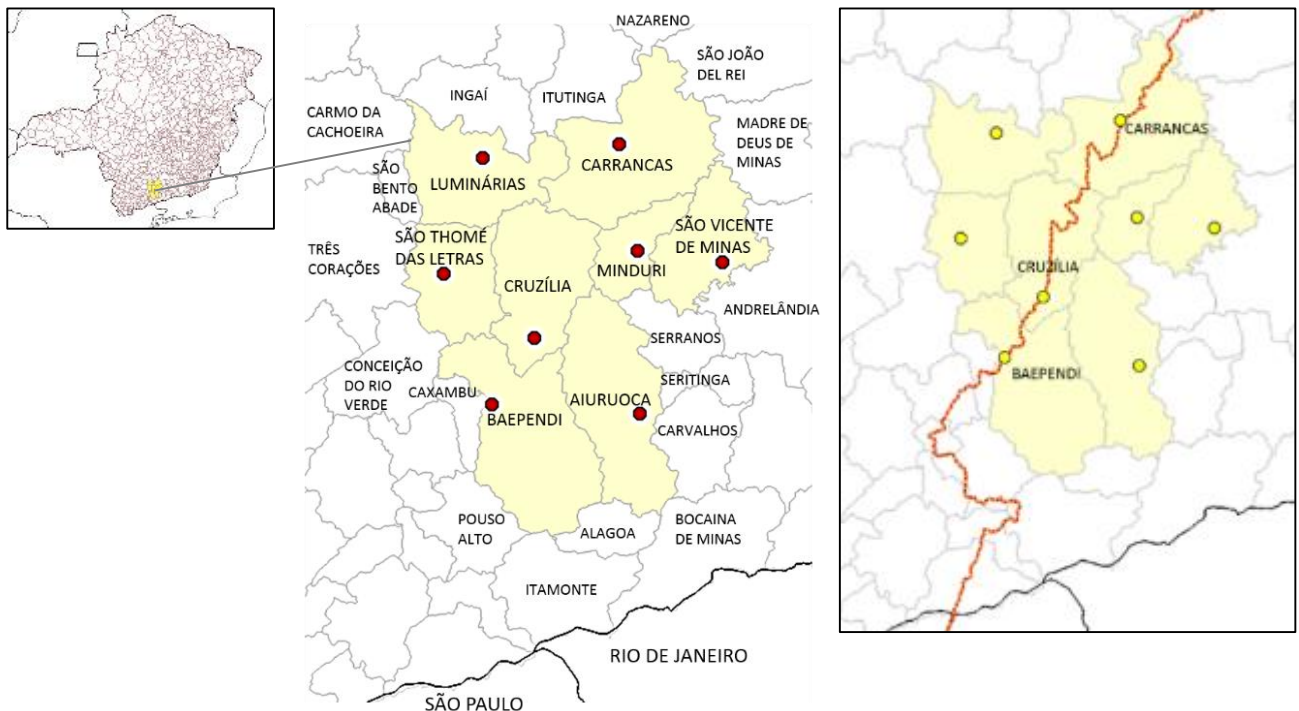 NAZARENO
SÃO JOÃO
DEL REI
INGAÍ
ITUTINGA
CARMO DA
CACHOEIRA
MADRE DE
DEUS DE
MINAS
CARRANCAS
LUMINÁRIAS
SÃO
BENTO
ABADE
SÃO THOMÉ
DAS LETRAS
SÃO VICENTE
DE MINAS
TRÊS
CORAÇÕES
MINDURI
CRUZÍLIA
ANDRELÂNDIA
SERRANOS
CONCEIÇÃO
DO RIO
VERDE
CAXAMBU
SERITINGA
AIURUOCA
BAEPENDI
CARVALHOS
POUSO
ALTO
ALAGOA
BOCAINA
DE MINAS
ITAMONTE
RIO DE JANEIRO
SÃO PAULO
CARRANCAS
CRUZÍLIA
BAEPENDI